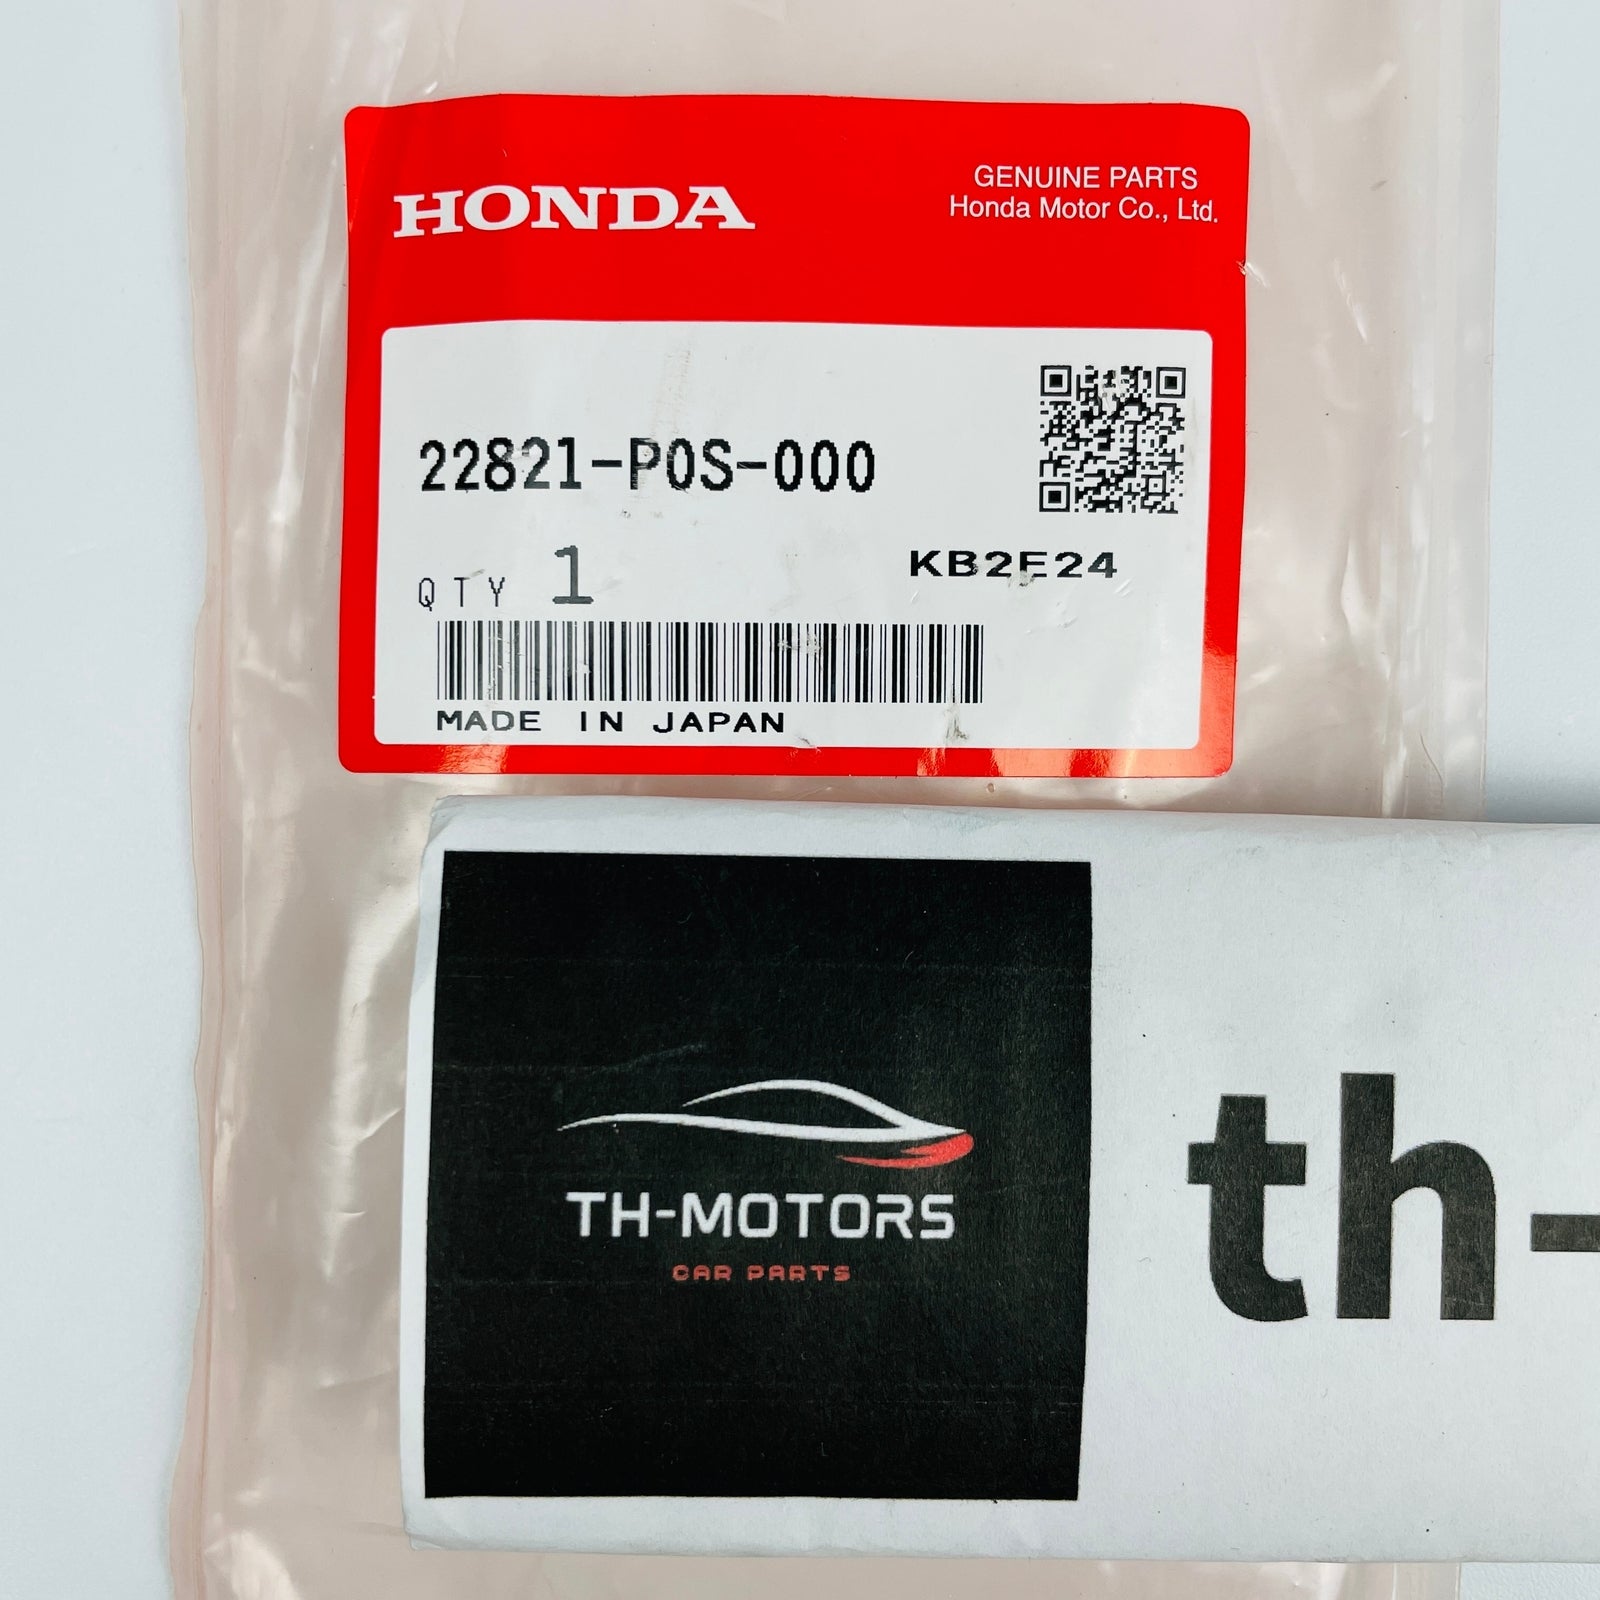 HONDA
GENUINE PARTS
Honda Motor Co., Ltd.
22821-P0S-000
QTY 1
KB2E24
MADE IN JAPAN
TH-MOTORS
CAR PARTS
th-